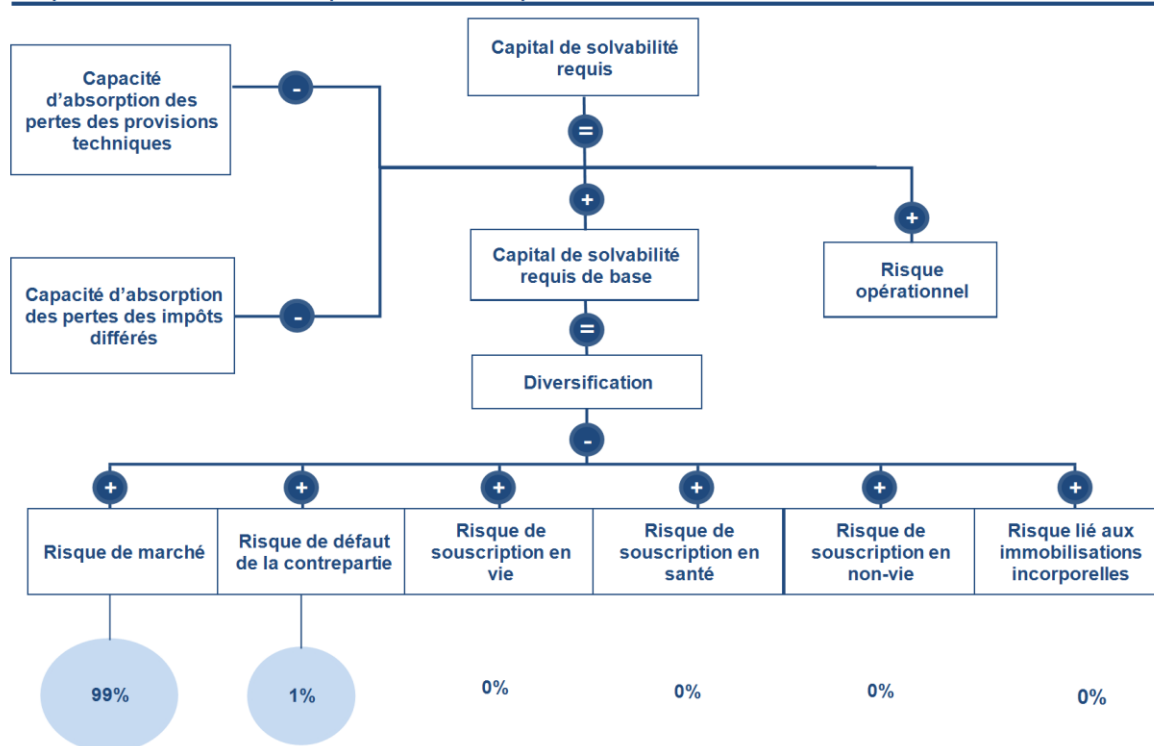 Capital de solvabilité
requis
Capacité
d'absorption des
pertes des provisions
techniques
-
=
+
+
Capital de solvabilité
requis de base
Risque
opérationnel
Capacité d'absorption
des pertes des impôts
différés
-
=
Diversification
-
+
+
+
+
+
+
Risque de marché
Risque de défaut
de la contrepartie
Risque de
souscription en
vie
Risque de
souscription en
santé
Risque de
souscription en
non-vie
Risque lié aux
immobilisations
incorporelles
99%
1%
0%
0%
0%
0%